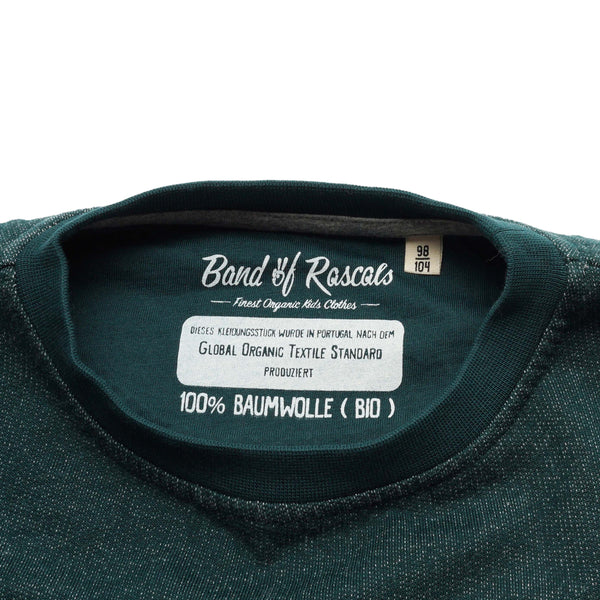 Band of Rascals
Finest Organic Kids Clothes
98
104
DIESES KLEIDUNGSSTÜCK WURDE IN PORTUGAL NACH DEM
GLOBAL ORGANIC TEXTILE STANDARD
PRODUZIERT
100% BAUMWOLLE ( BIO )